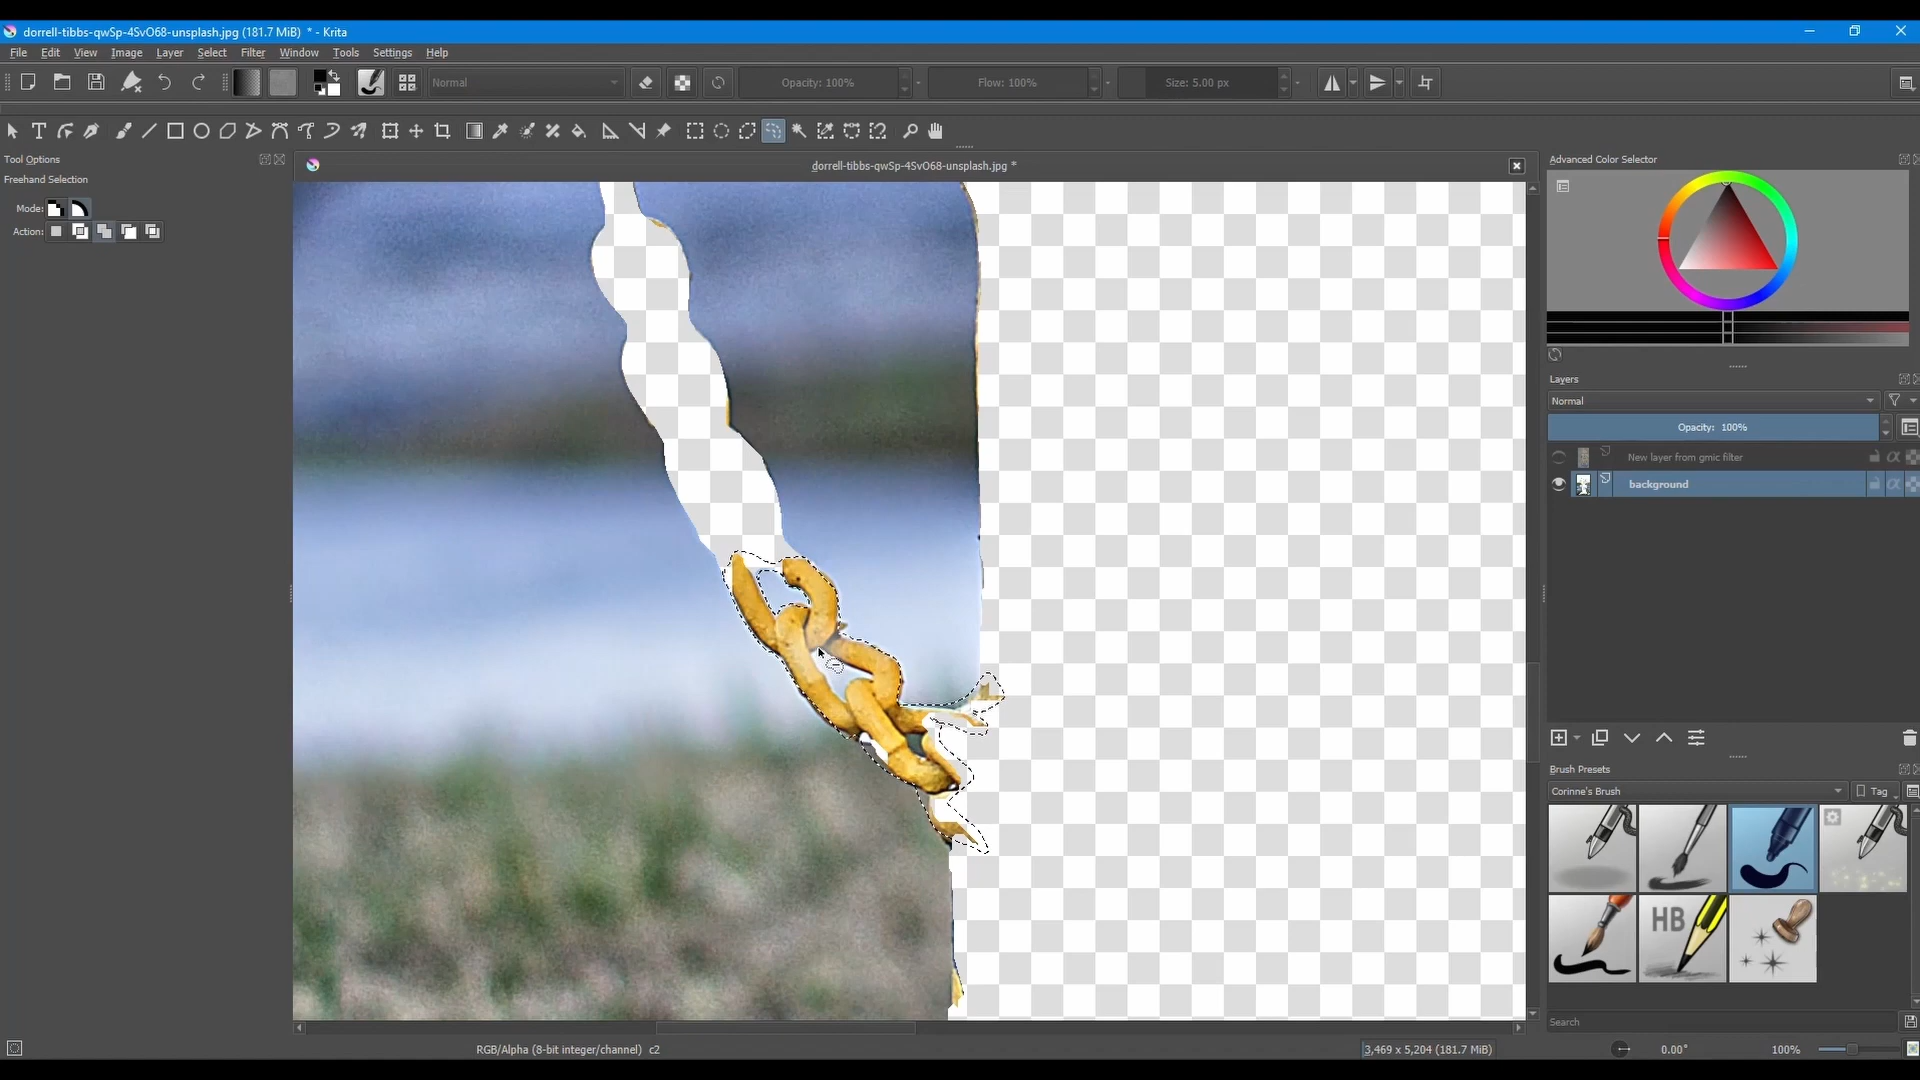 dorrell-tibbs-qwSp-4SvO68-unsplash.jpg (181.7 MiB) * - Krita
File Edit View Image Layer Select Filter Window Tools Settings Help
Normal Opacity: 100% Flow: 100% Size: 5.00 px
Tool Options
dorrell-tibbs-qwSp-4SvO68-unsplash.jpg *
Advanced Color Selector
Freehand Selection
Mode:
Action:
Layers
Normal
Opacity: 100%
New layer from gmic filter
background
Brush Presets
Corinne's Brush Tag
HB
Search
RGB/Alpha (8-bit integer/channel) c2
3,469 x 5,204 (181.7 MiB)
0.00°
100%